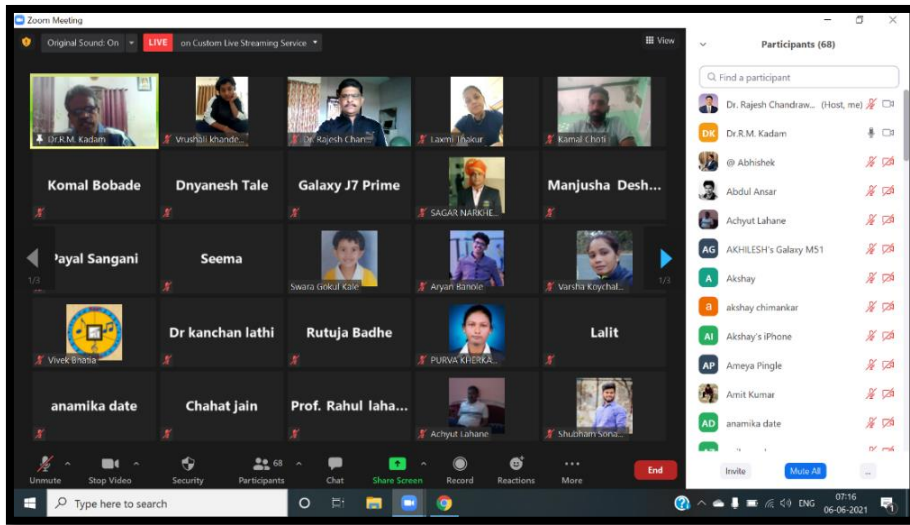 Zoom Meeting
Original Sound: On
LIVE on Custom Live Streaming Service
View
Dr.R.M. Kadam
Vrushali khande...
Dr. Rajesh Chan...
Laxmi Thakur
Kamal Choti
Komal Bobade
Dnyanesh Tale
Galaxy J7 Prime
SAGAR NARKHE...
Manjusha Desh...
Payal Sangani
Seema
Swara Gokul Kale
Aryan Banole
Varsha Koychal...
1/3
1/3
Vivek Bhatia
Dr kanchan lathi
Rutuja Badhe
PURVA KHERKA...
Lalit
anamika date
Chahat jain
Prof. Rahul laha...
Achyut Lahane
Shubham Sona...
Unmute
Stop Video
Security
68
Participants
Chat
Share Screen
Record
Reactions
More
End
Participants (68)
Find a participant
Dr. Rajesh Chandraw... (Host, me)
DK Dr.R.M. Kadam
@ Abhishek
Abdul Ansar
Achyut Lahane
AG AKHILESH's Galaxy M51
A Akshay
a akshay chimankar
AI Akshay's iPhone
AP Ameya Pingle
Amit Kumar
AD anamika date
Invite
Mute All
...
Type here to search
ENG
07:16
06-06-2021